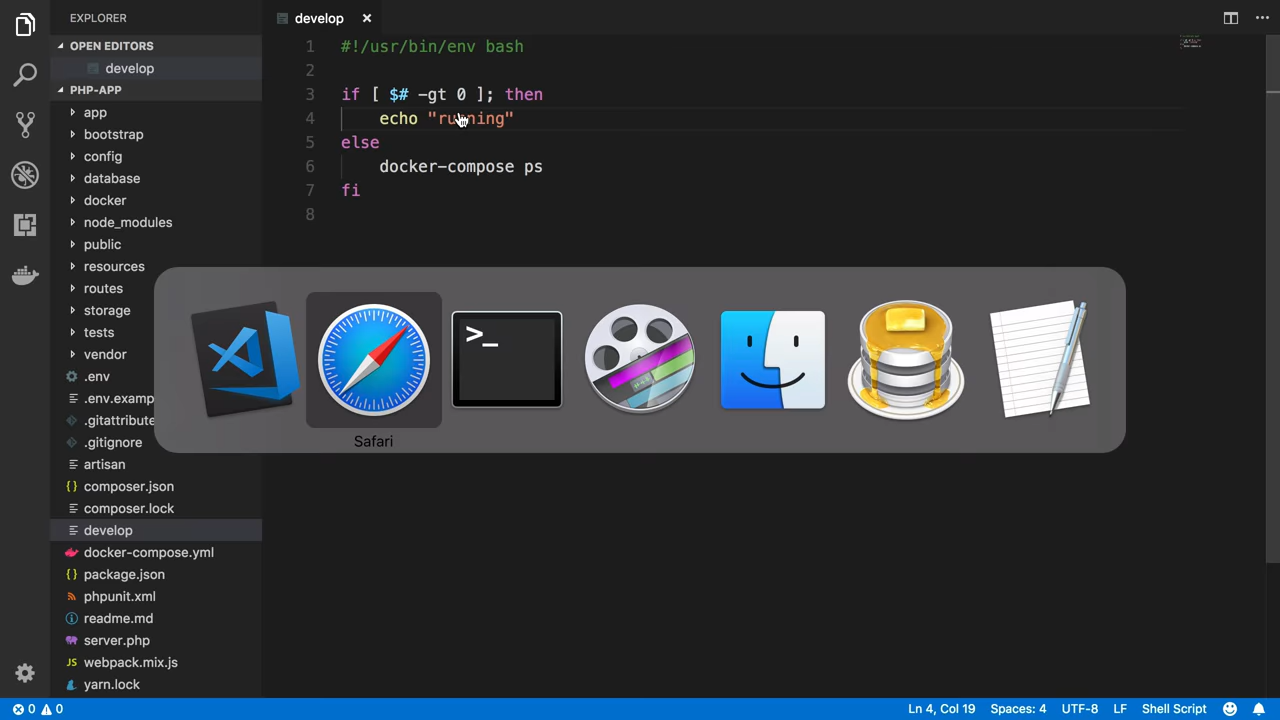 EXPLORER
OPEN EDITORS
develop
PHP-APP
app
bootstrap
config
database
docker
node_modules
public
resources
routes
storage
tests
vendor
.env
.env.examp
.gitattribute
.gitignore
artisan
composer.json
composer.lock
develop
docker-compose.yml
package.json
phpunit.xml
readme.md
server.php
JS webpack.mix.js
yarn.lock
develop
1 #!/usr/bin/env bash
2
3 if [ $# -gt 0 ]; then
4 echo "running"
5 else
6 docker-compose ps
7 fi
8
>_
Safari
0 0
Ln 4, Col 19 Spaces: 4 UTF-8 LF Shell Script